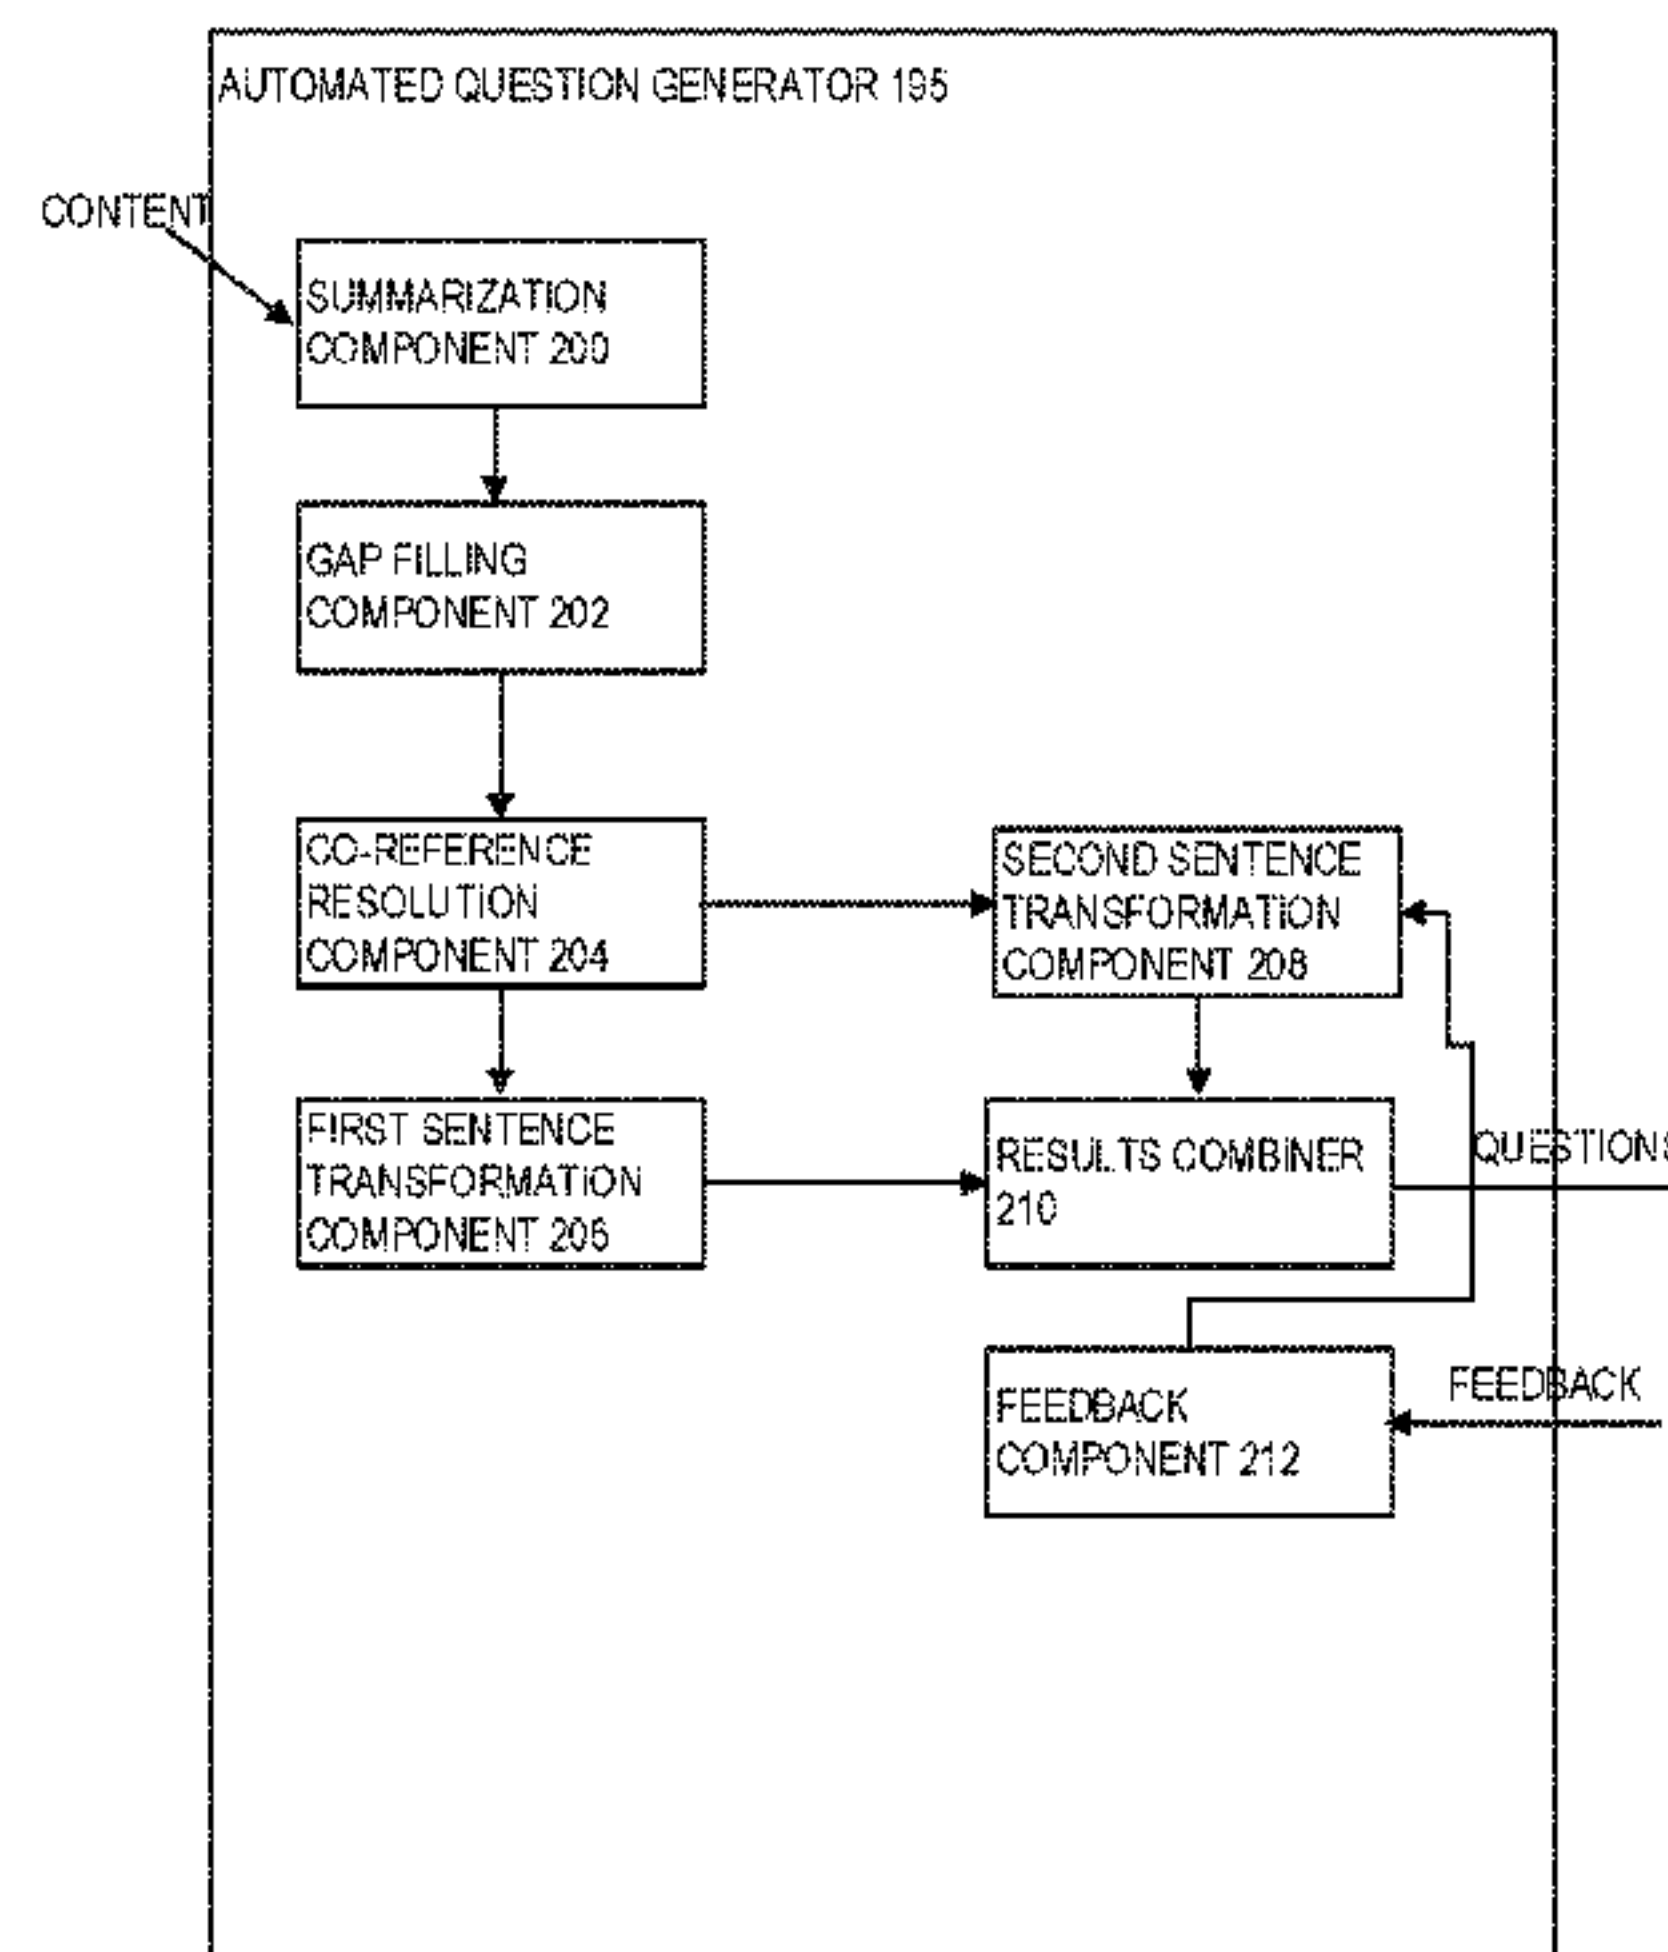 AUTOMATED QUESTION GENERATOR 195
CONTENT
SUMMARIZATION
COMPONENT 200
GAP FILLING
COMPONENT 202
CO-REFERENCE
RESOLUTION
COMPONENT 204
SECOND SENTENCE
TRANSFORMATION
COMPONENT 208
FIRST SENTENCE
TRANSFORMATION
COMPONENT 206
RESULTS COMBINER
210
QUESTIONS
FEEDBACK
COMPONENT 212
FEEDBACK